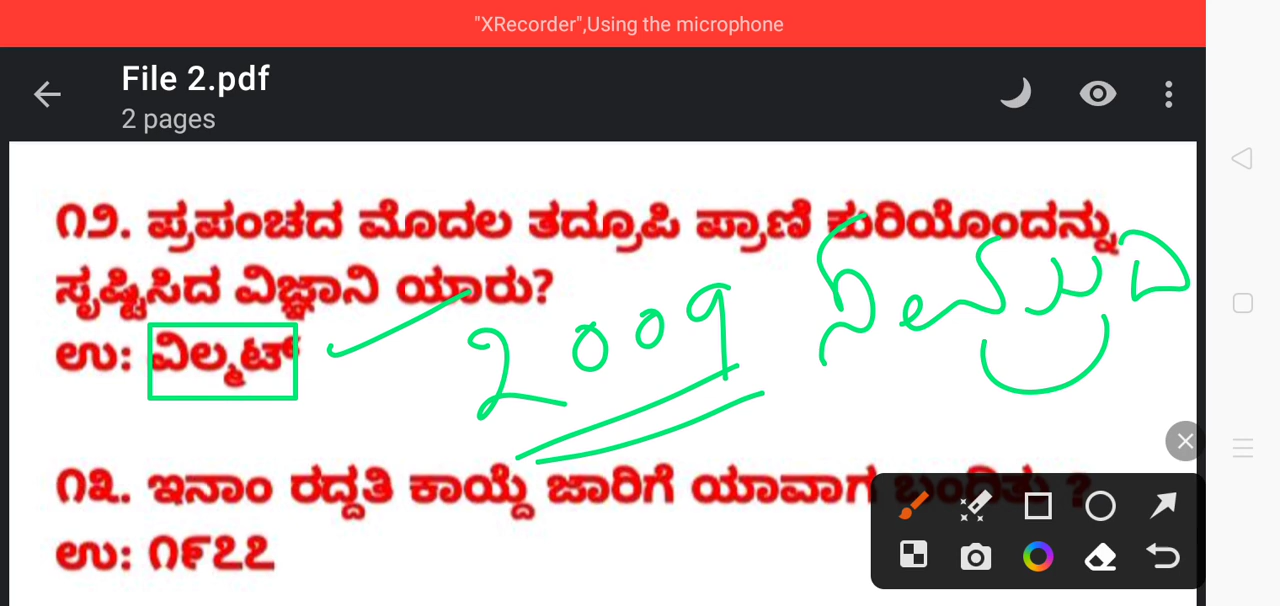 "XRecorder",Using the microphone
File 2.pdf
2 pages
೧೨. ಪ್ರಪಂಚದ ಮೊದಲ ತದ್ರೂಪಿ ಪ್ರಾಣಿ ಕುರಿಯೊಂದನ್ನು
ಸೃಷ್ಟಿಸಿದ ವಿಜ್ಞಾನಿ ಯಾರು?
ಉ: ವಿಲ್ಮಟ್
2009
೧೩. ಇನಾಂ ರದ್ದತಿ ಕಾಯ್ದೆ ಜಾರಿಗೆ ಯಾವಾಗ ಬಂದಿತು ?
ಉ: ೧೯೭೭